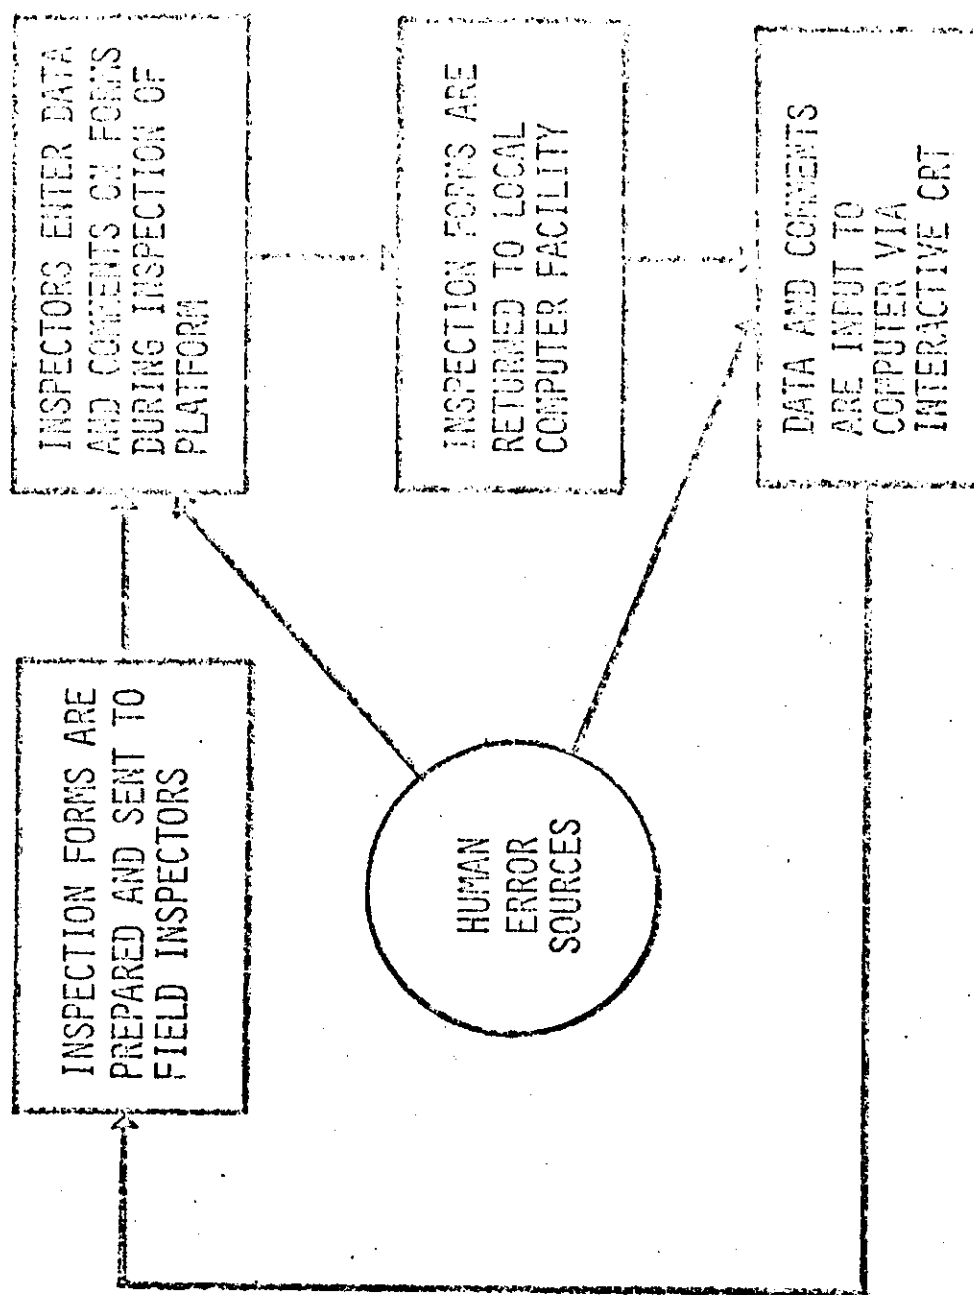 INSPECTION FORMS ARE
PREPARED AND SENT TO
FIELD INSPECTORS
INSPECTORS ENTER DATA
AND COMMENTS ON FORMS
DURING INSPECTION OF
PLATFORM
INSPECTION FORMS ARE
RETURNED TO LOCAL
COMPUTER FACILITY
DATA AND COMMENTS
ARE INPUT TO
COMPUTER VIA
INTERACTIVE CRT
HUMAN
ERROR
SOURCES